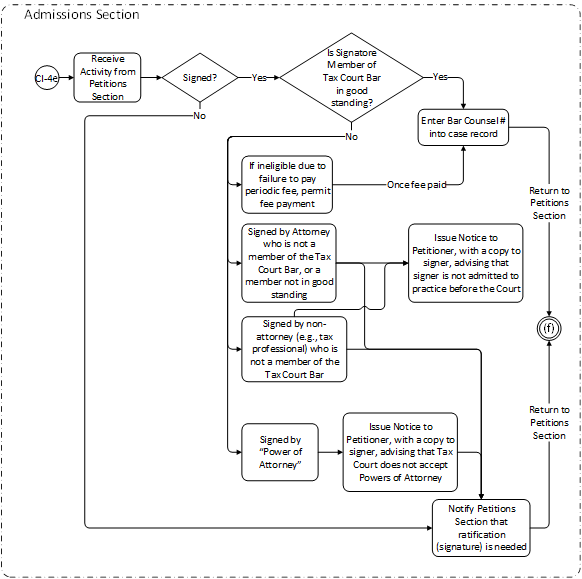 Admissions Section
CI-4e
Receive
Activity from
Petitions
Section
Signed?
Yes
No
Is Signatore
Member of
Tax Court Bar
in good
standing?
Yes
No
Enter Bar Counsel #
into case record
If ineligible due to
failure to pay
periodic fee, permit
fee payment
Once fee paid
Return to
Petitions
Section
Signed by Attorney
who is not a
member of the Tax
Court Bar, or a
member not in good
standing
Issue Notice to
Petitioner, with a copy to
signer, advising that
signer is not admitted to
practice before the Court
(f)
Signed by non-
attorney (e.g., tax
professional) who is
not a member of the
Tax Court Bar
Return to
Petitions
Section
Signed by
“Power of
Attorney”
Issue Notice to
Petitioner, with a copy to
signer, advising that Tax
Court does not accept
Powers of Attorney
Notify Petitions
Section that
ratification
(signature) is needed